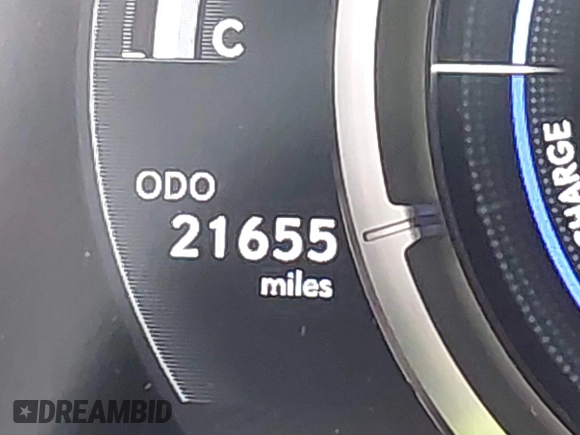 C
ODO
21655
miles
CHARGE
DREAMBID